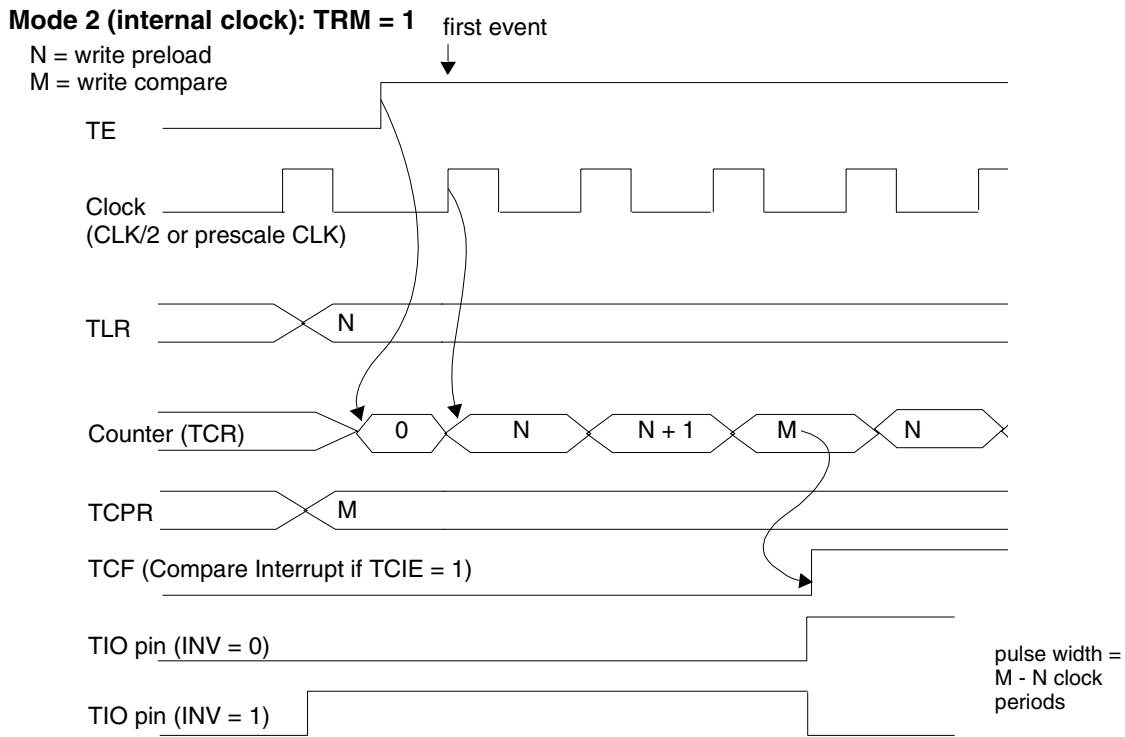 Mode 2 (internal clock): TRM = 1
first event
N = write preload
M = write compare
TE
Clock
(CLK/2 or prescale CLK)
TLR
N
Counter (TCR)
0
N
N + 1
M
N
TCPR
M
TCF (Compare Interrupt if TCIE = 1)
TIO pin (INV = 0)
pulse width =
M - N clock
periods
TIO pin (INV = 1)